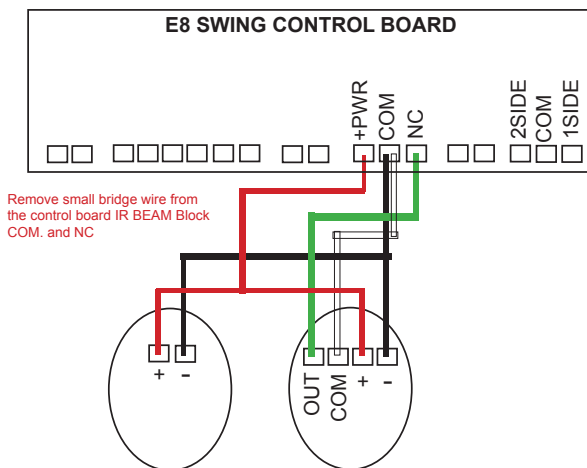 E8 SWING CONTROL BOARD
+PWR
COM
NC
2SIDE
COM
1SIDE
Remove small bridge wire from
the control board IR BEAM Block
COM. and NC
+
-
OUT
COM
+
-